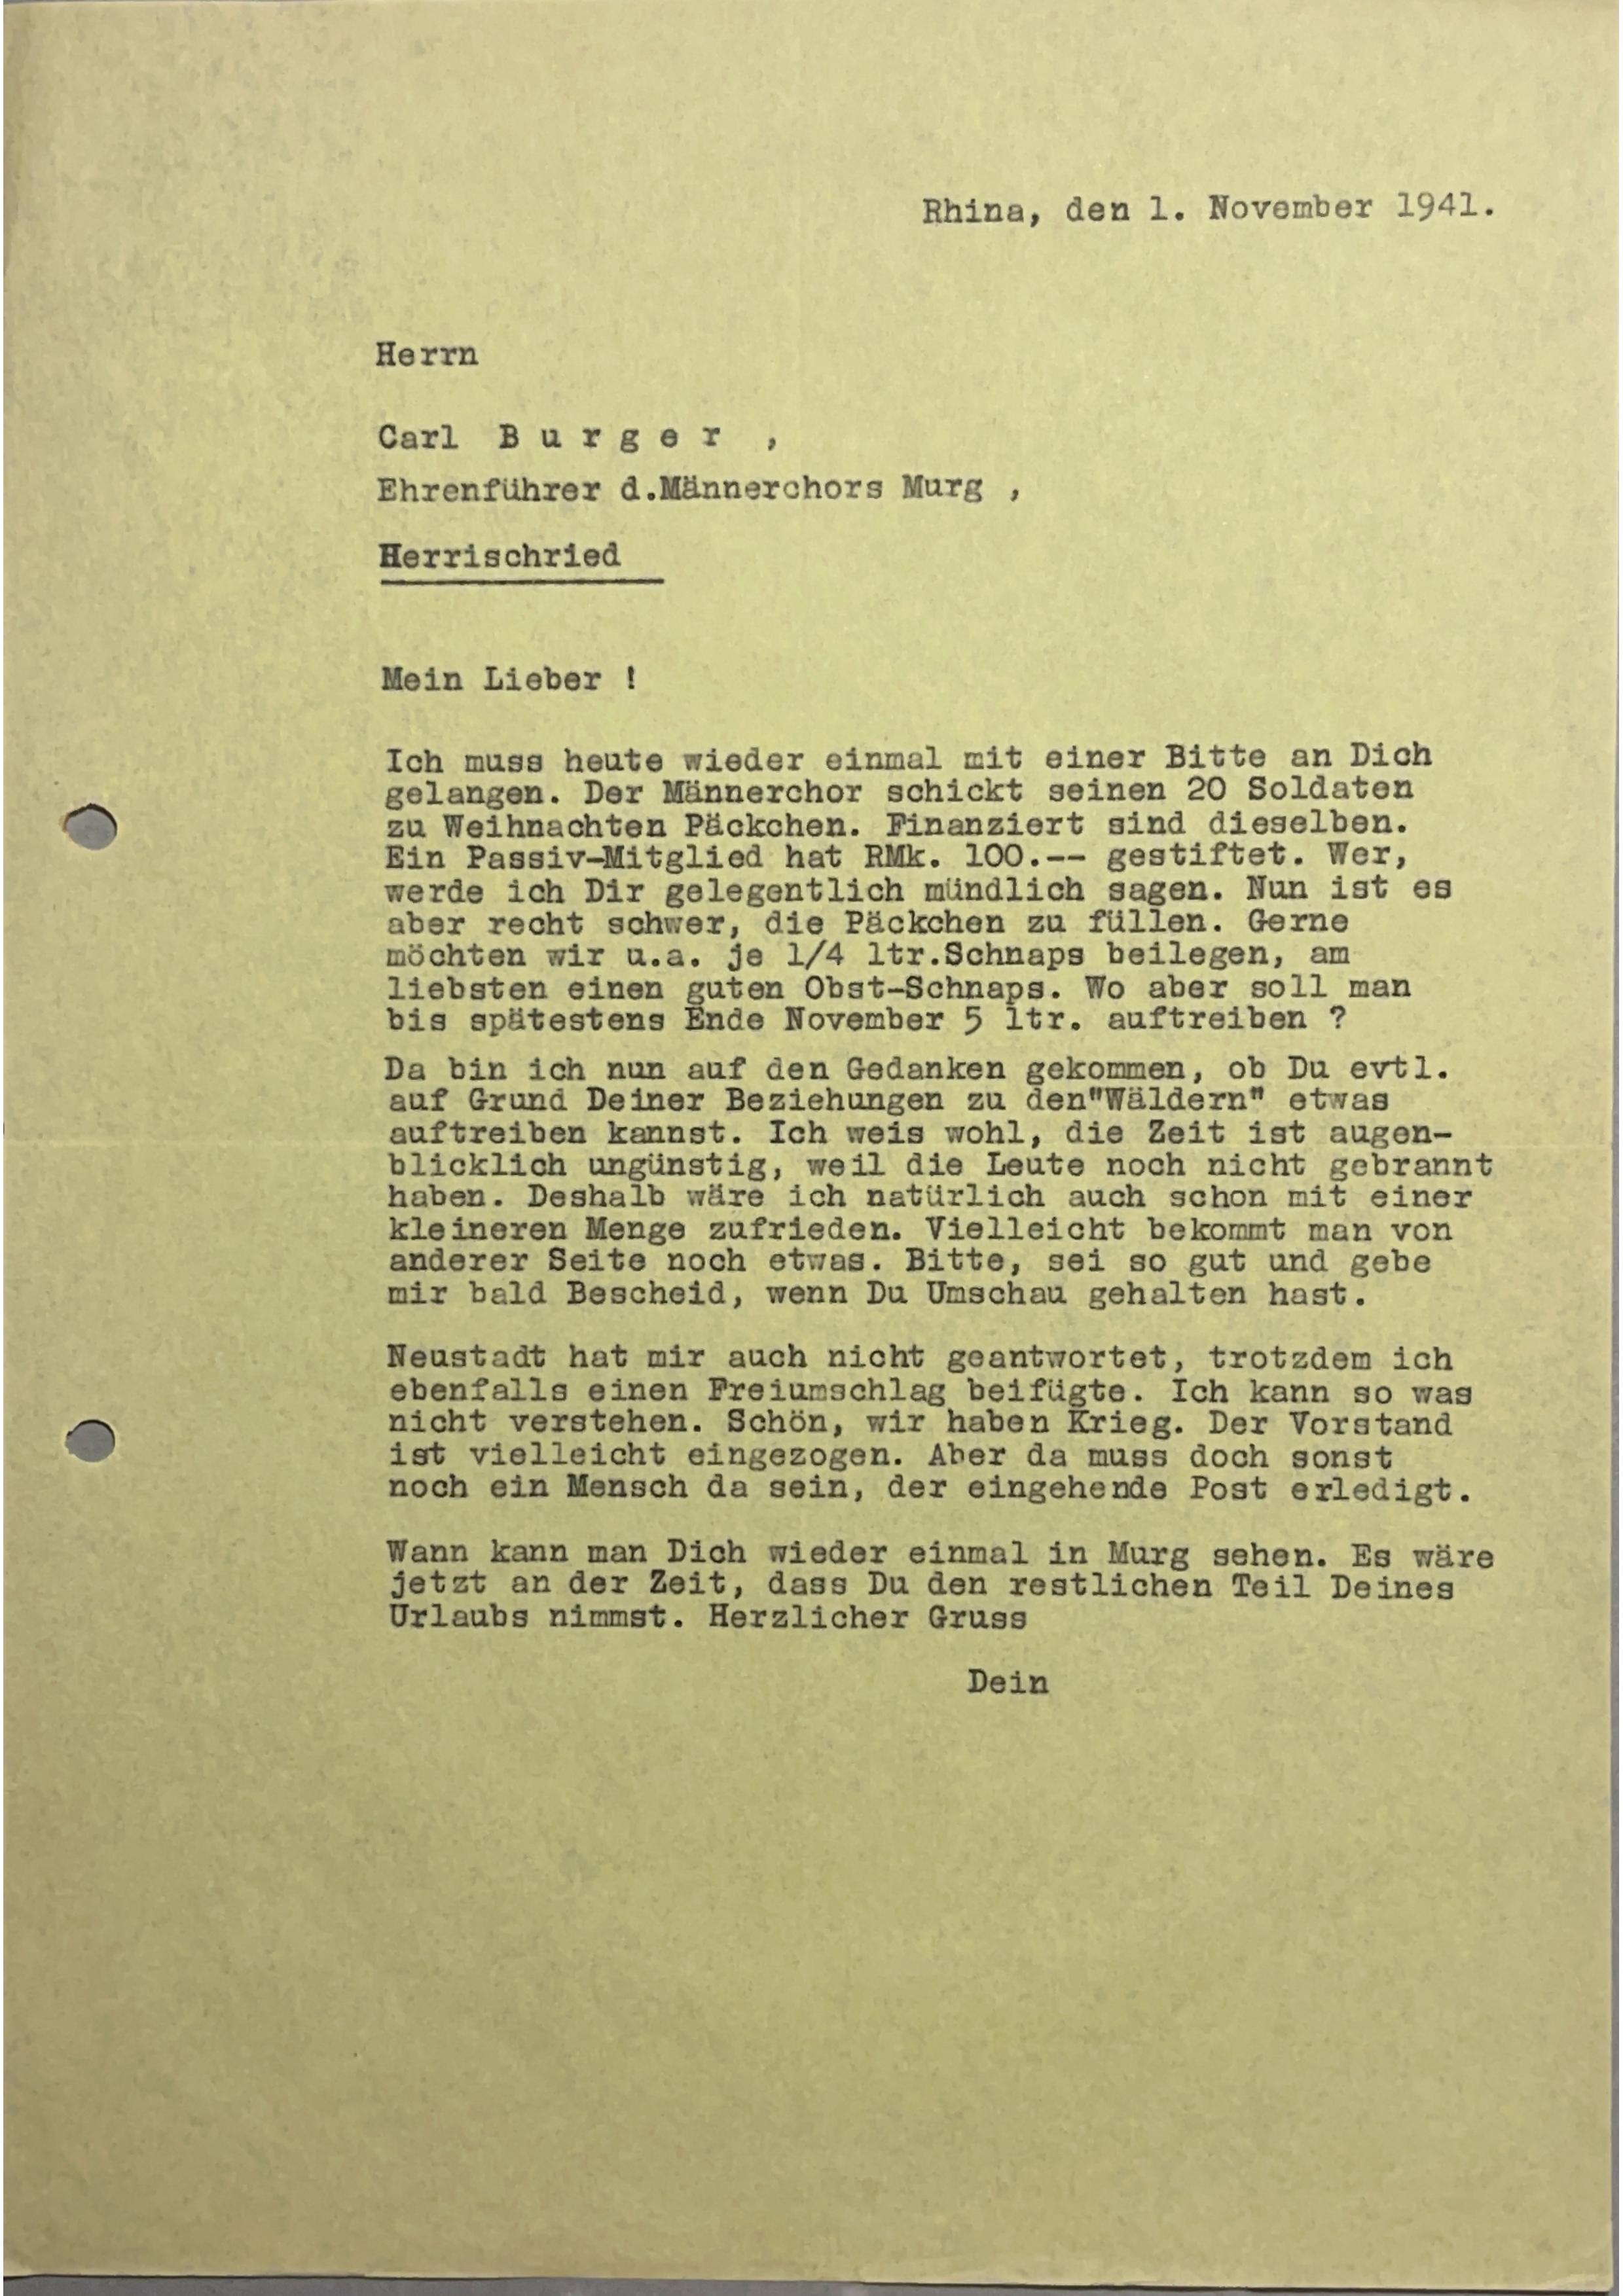 Rhina, den 1. November 1941.
Herrn
Carl B u r g e r ,
Ehrenführer d.Männerchors Murg ,
Herrischried
Mein Lieber !
Ich muss heute wieder einmal mit einer Bitte an Dich
gelangen. Der Männerchor schickt seinen 20 Soldaten
zu Weihnachten Päckchen. Finanziert sind dieselben.
Ein Passiv-Mitglied hat RMk. 100.-- gestiftet. Wer,
werde ich Dir gelegentlich mündlich sagen. Nun ist es
aber recht schwer, die Päckchen zu füllen. Gerne
möchten wir u.a. je 1/4 ltr.Schnaps beilegen, am
liebsten einen guten Obst-Schnaps. Wo aber soll man
bis spätestens Ende November 5 ltr. auftreiben ?
Da bin ich nun auf den Gedanken gekommen, ob Du evtl.
auf Grund Deiner Beziehungen zu den"Wäldern" etwas
auftreiben kannst. Ich weis wohl, die Zeit ist augen-
blicklich ungünstig, weil die Leute noch nicht gebrannt
haben. Deshalb wäre ich natürlich auch schon mit einer
kleineren Menge zufrieden. Vielleicht bekommt man von
anderer Seite noch etwas. Bitte, sei so gut und gebe
mir bald Bescheid, wenn Du Umschau gehalten hast.
Neustadt hat mir auch nicht geantwortet, trotzdem ich
ebenfalls einen Freiumschlag beifügte. Ich kann so was
nicht verstehen. Schön, wir haben Krieg. Der Vorstand
ist vielleicht eingezogen. Aber da muss doch sonst
noch ein Mensch da sein, der eingehende Post erledigt.
Wann kann man Dich wieder einmal in Murg sehen. Es wäre
jetzt an der Zeit, dass Du den restlichen Teil Deines
Urlaubs nimmst. Herzlicher Gruss
Dein